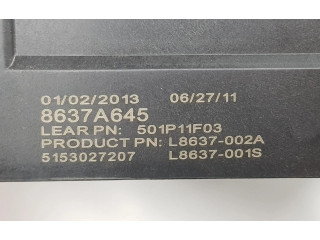 01/02/2013 06/27/11
8637A645
LEAR PN: 501P11F03
PRODUCT PN: L8637-002A
5153027207 L8637-001S